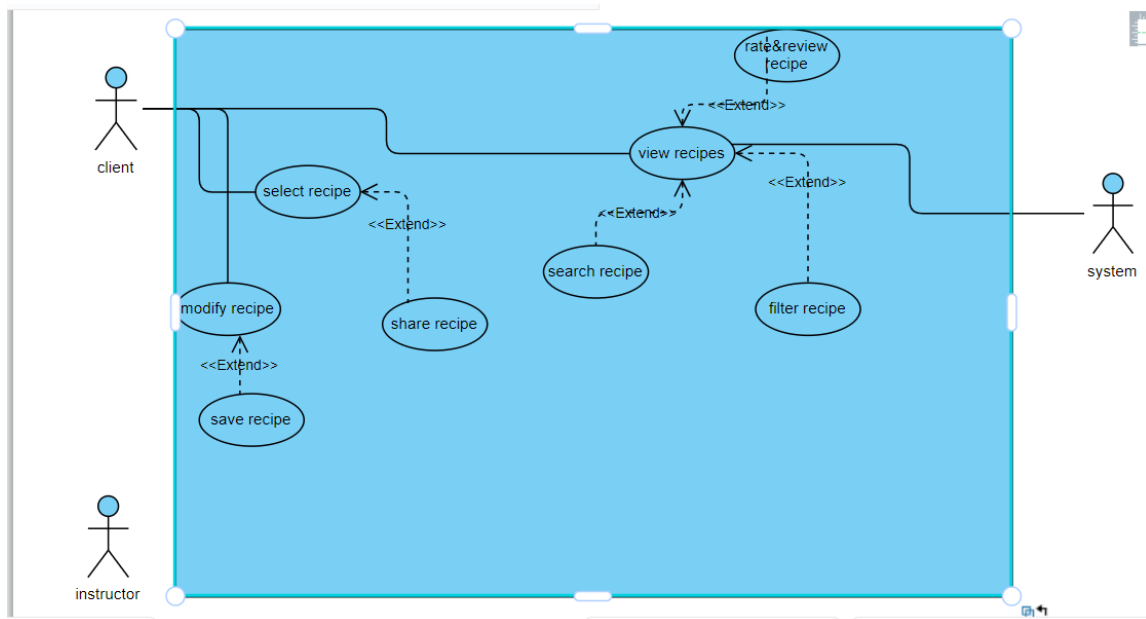 rate&review
recipe
<<Extend>>
client
view recipes
select recipe
<<Extend>>
<<Extend>>
<<Extend>>
search recipe
system
modify recipe
share recipe
filter recipe
<<Extend>>
save recipe
instructor